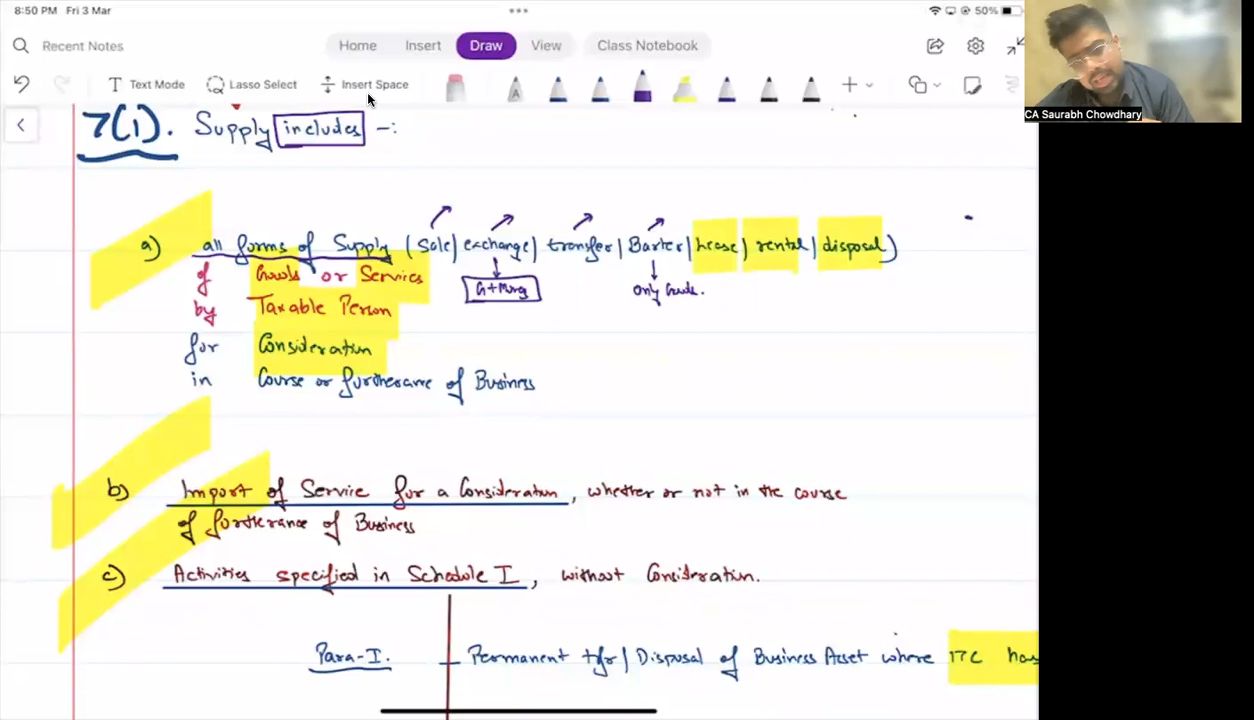 8:50 PM Fri 3 Mar
50%
Recent Notes
Home Insert Draw View Class Notebook
Text Mode Lasso Select Insert Space
CA Saurabh Chowdhary
7(1). Supply includes -:
a) all forms of Supply (Sale| exchange| transfer| Barter| Lease| rental| disposal)
of Goods or Services
G+Money
only Goods.
by Taxable Person
for Consideration
in Course or furtherance of Business
b) Import of Service for a Consideration, whether or not in the course
of furtherance of Business
c) Activities specified in Schedule I, without Consideration.
Para-I. Permanent tfr| Disposal of Business Asset where ITC has